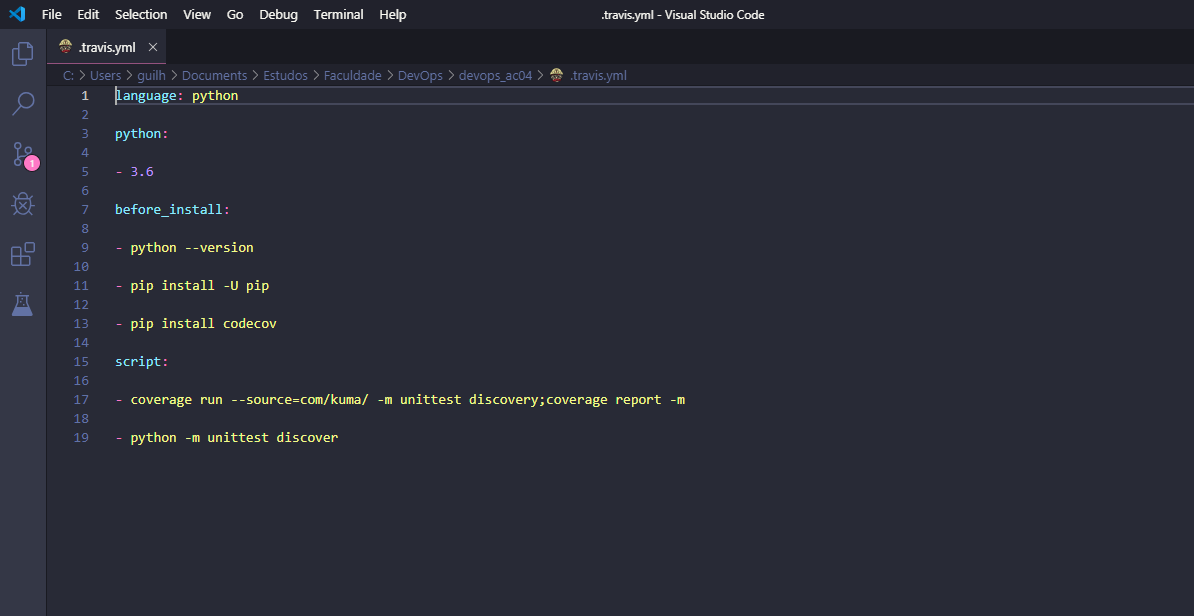 File Edit Selection View Go Debug Terminal Help .travis.yml - Visual Studio Code
.travis.yml
C: > Users > guilh > Documents > Estudos > Faculdade > DevOps > devops_ac04 > .travis.yml
1 language: python
2
3 python:
4
5 - 3.6
6
7 before_install:
8
9 - python --version
10
11 - pip install -U pip
12
13 - pip install codecov
14
15 script:
16
17 - coverage run --source=com/kuma/ -m unittest discovery;coverage report -m
18
19 - python -m unittest discover
1